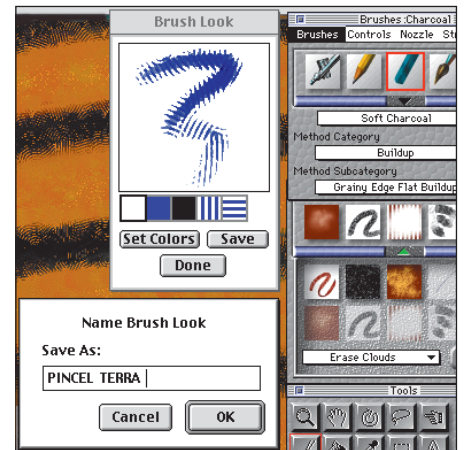 Brush Look
Set Colors
Save
Done
Name Brush Look
Save As:
PINCEL TERRA
Cancel
OK
Brushes:Charcoal
Brushes Controls Nozzle
Soft Charcoal
Method Category
Buildup
Method Subcategory
Grainy Edge Flat Buildup
Erase Clouds
Tools